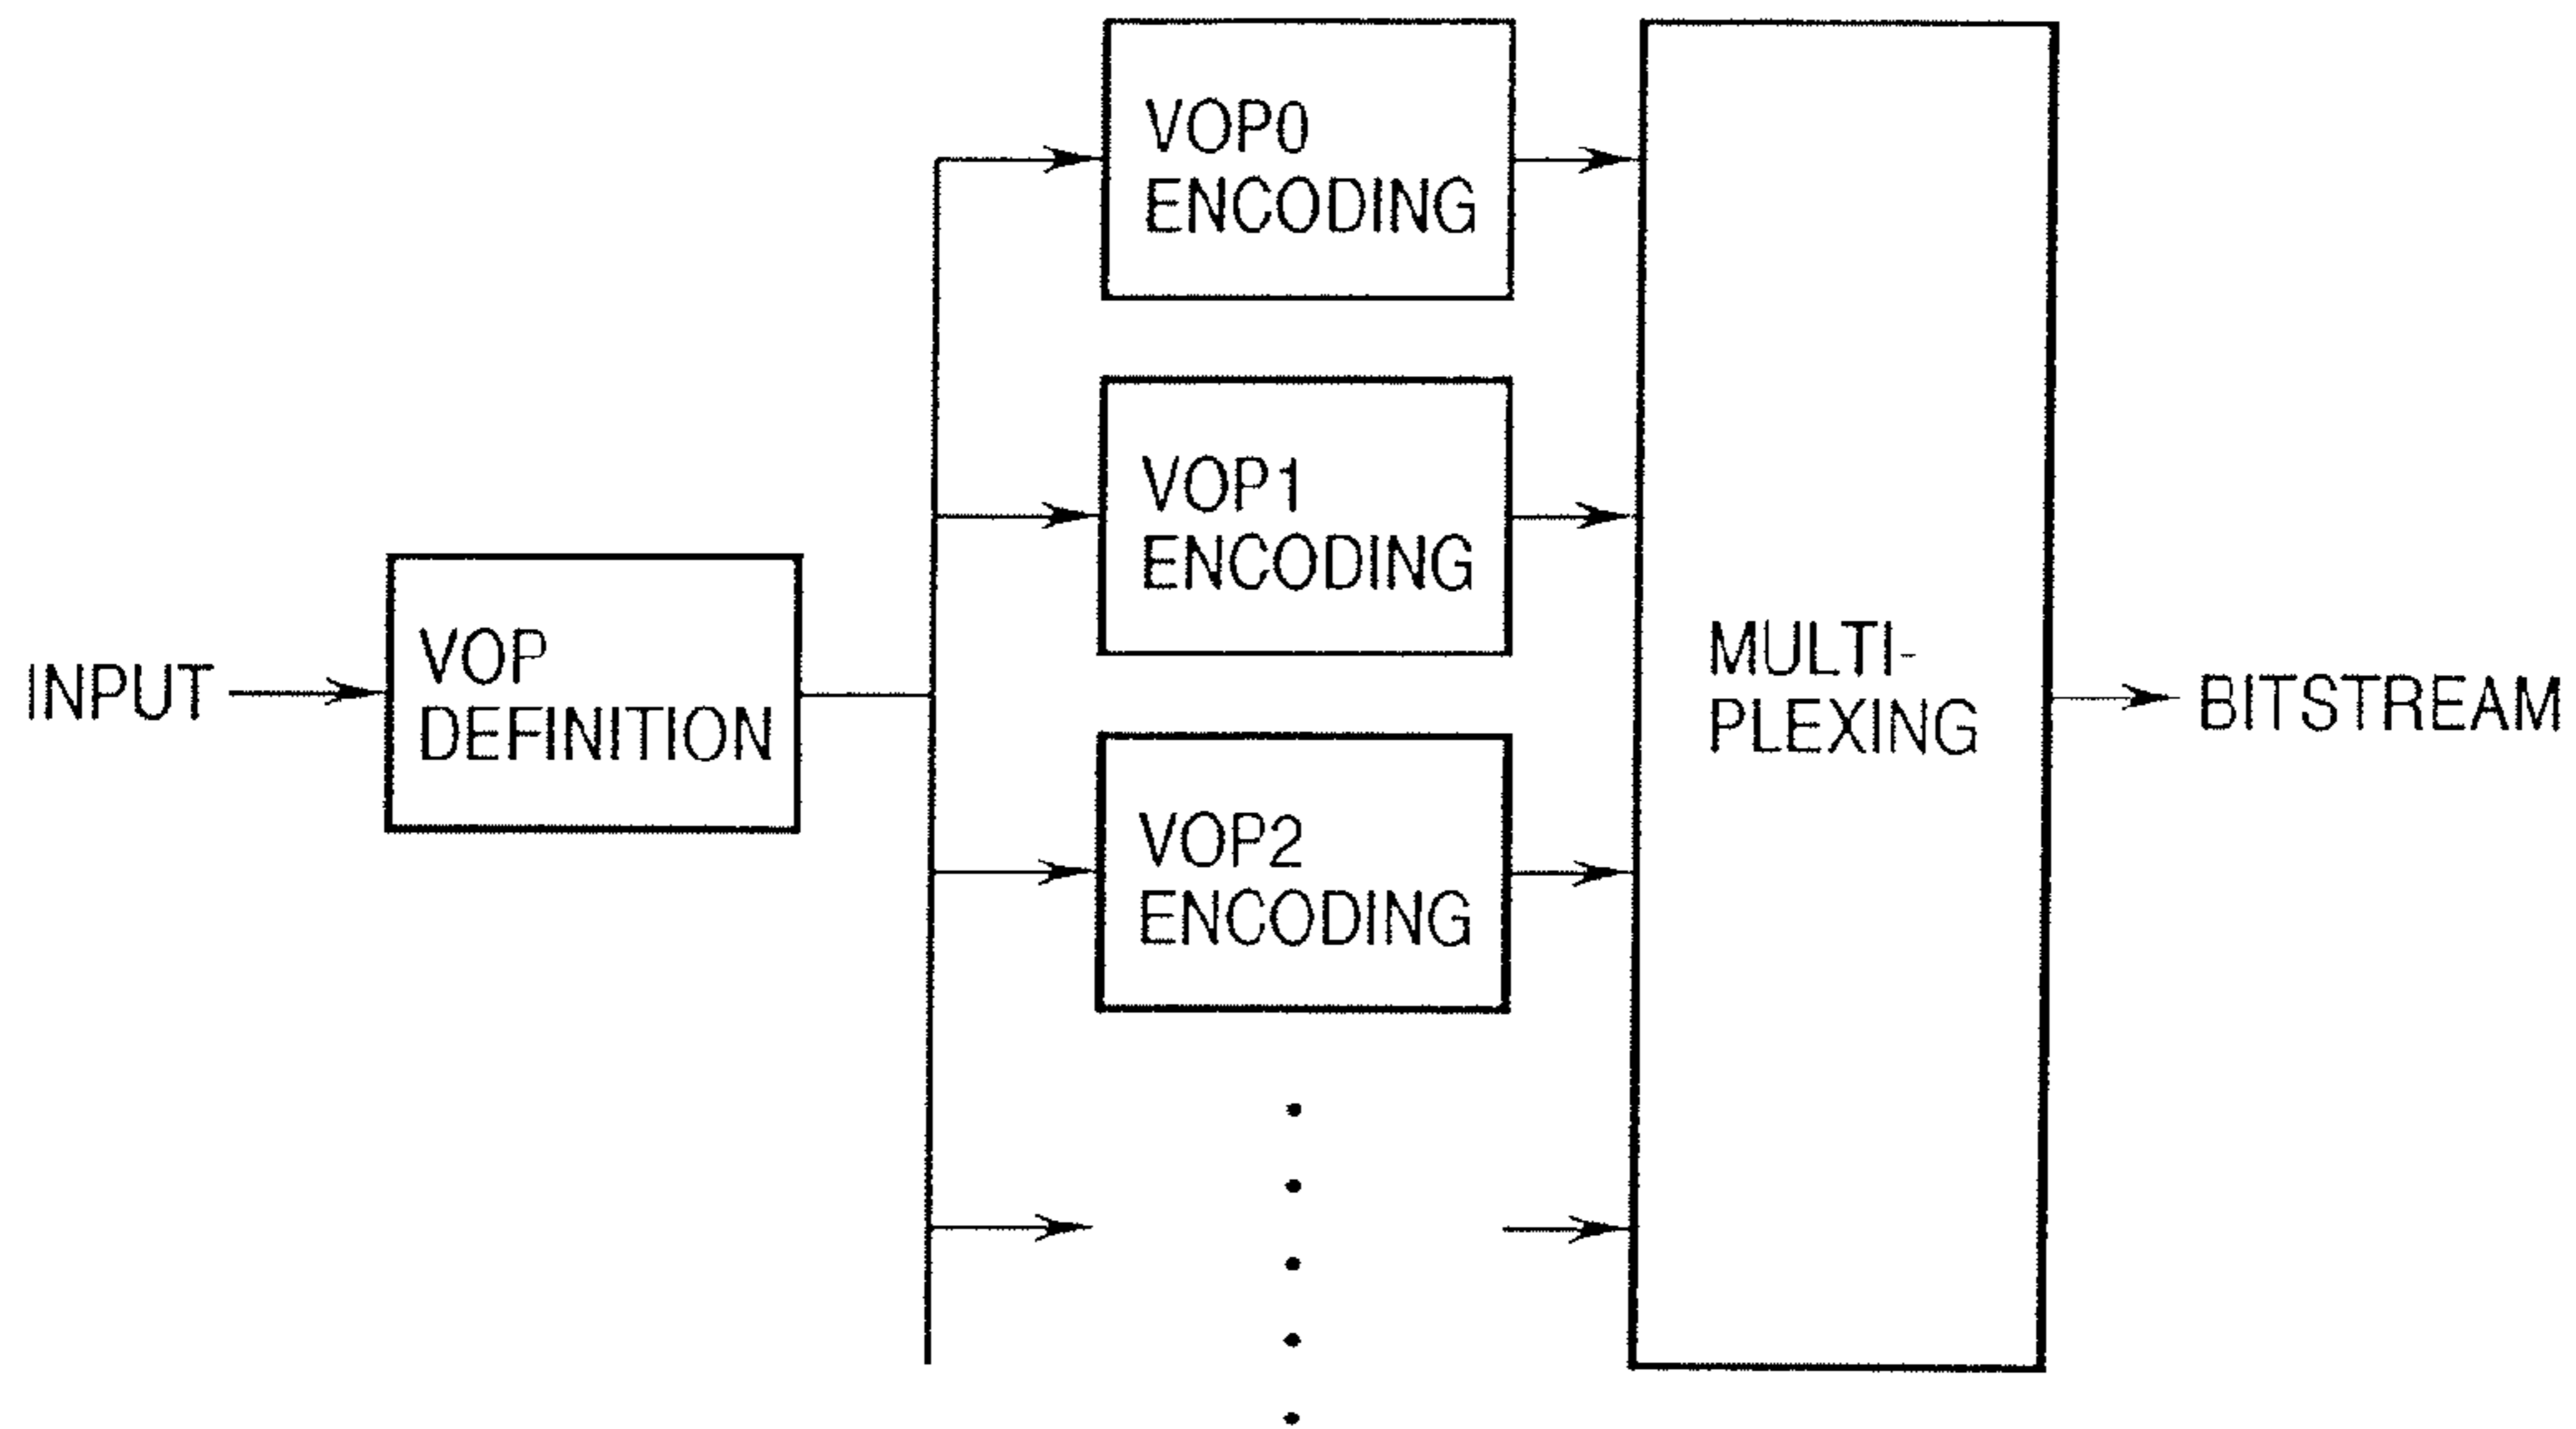 INPUT
VOP
DEFINITION
VOP0
ENCODING
VOP1
ENCODING
VOP2
ENCODING
MULTI-
PLEXING
BITSTREAM